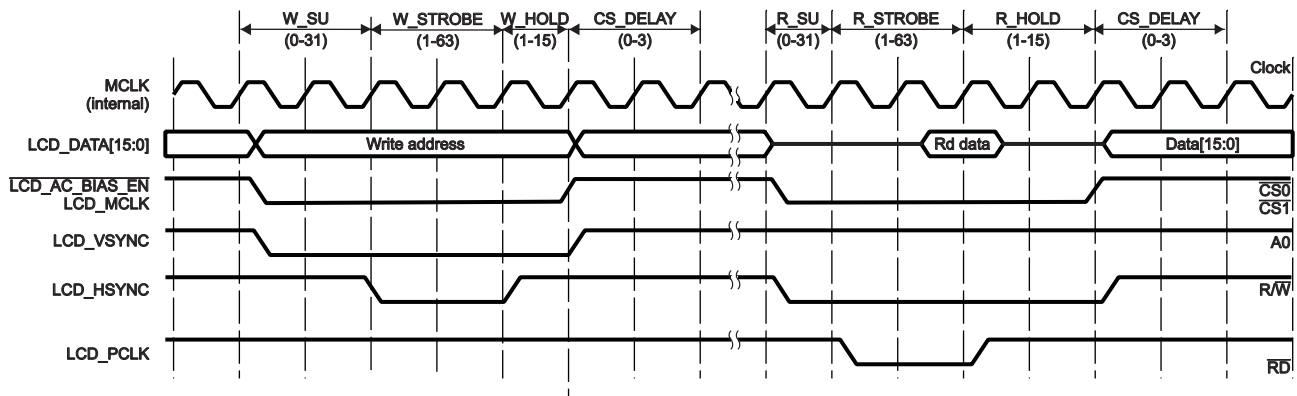 W_SU W_STROBE W_HOLD CS_DELAY R_SU R_STROBE R_HOLD CS_DELAY
(0-31) (1-63) (1-15) (0-3) (0-31) (1-63) (1-15) (0-3)
Clock
MCLK
(internal)
LCD_DATA[15:0] Write address Rd data Data[15:0]
LCD_AC_BIAS_EN CS0
LCD_MCLK CS1
LCD_VSYNC A0
LCD_HSYNC R/W
LCD_PCLK RD